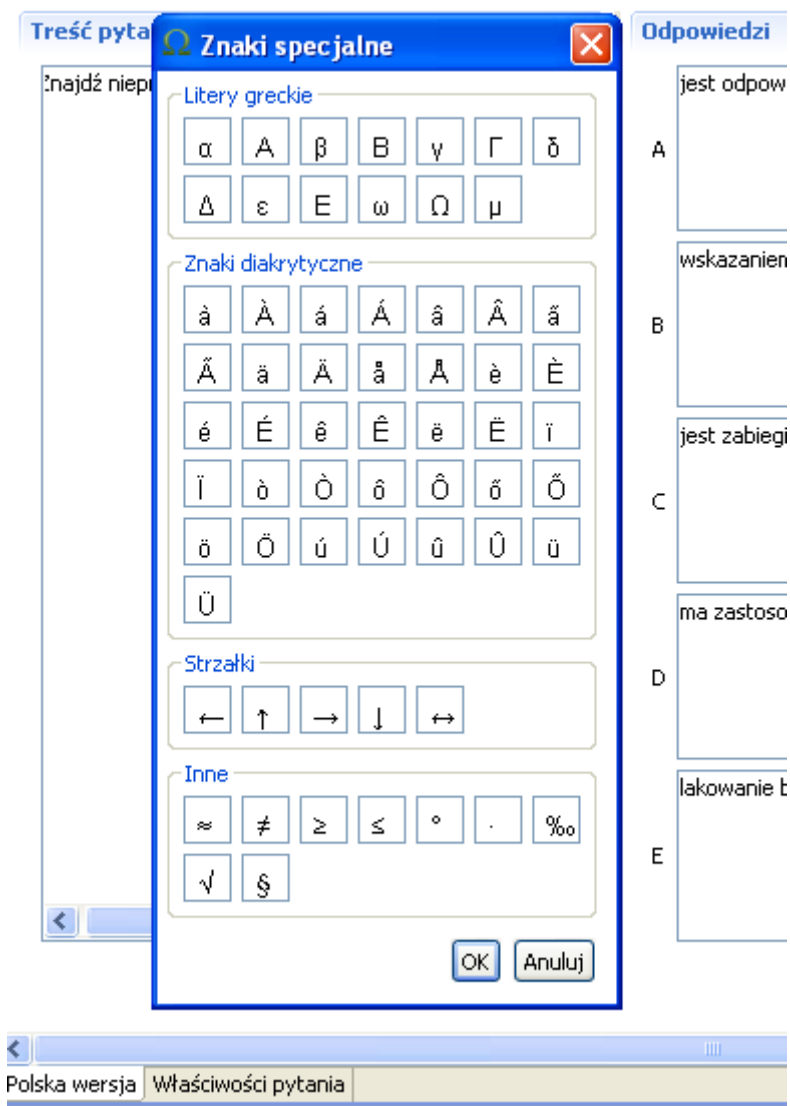 Treść pyta
Ω Znaki specjalne
Odpowiedzi
Znajdź niepr
Litery greckie
α Α β Β γ Γ δ
Δ ε Ε ω Ω μ
Znaki diakrytyczne
à À á Á â Â ã
Ã ä Ä å Å è È
é É ê Ê ë Ë ï
Ï ò Ò ô Ô ő Ő
ö Ö ú Ú û Û ü
Ü
Strzałki
← ↑ → ↓ ↔
Inne
≈ ≠ ≥ ≤ ° · ‰
√ §
OK Anuluj
A
jest odpow
B
wskazanien
C
jest zabiegi
D
ma zastoso
E
lakowanie b
Polska wersja Właściwości pytania